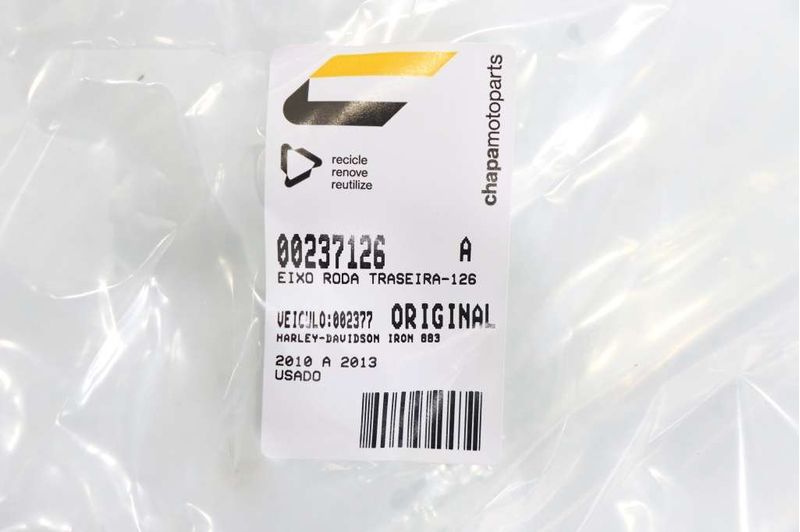 chapamotoparts
recicle
renove
reutilize
00237126 A
EIXO RODA TRASEIRA-126
VEICULO:002377 ORIGINAL
HARLEY-DAVIDSON IRON 883
2010 A 2013
USADO